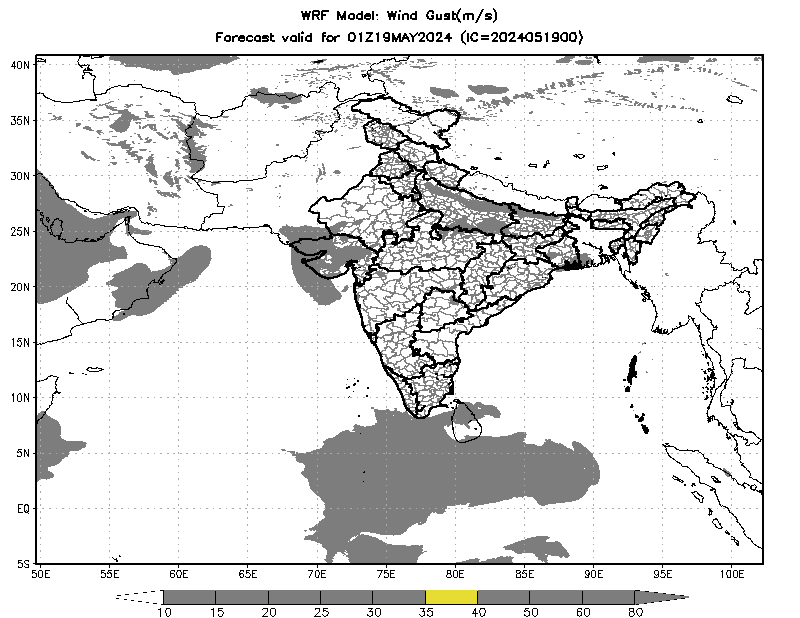 WRF Model: Wind Gust(m/s)
Forecast valid for 01Z19MAY2024 (IC=2024051900)
40N
35N
30N
25N
20N
15N
10N
5N
EQ
5S
50E 55E 60E 65E 70E 75E 80E 85E 90E 95E 100E
10 15 20 25 30 35 40 50 60 80